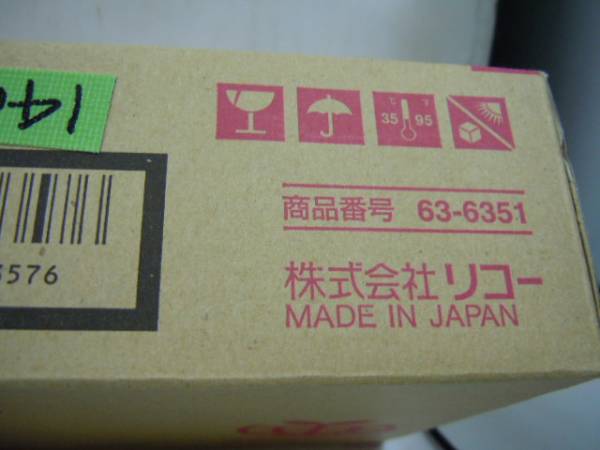 140
℃ °F
35 95
商品番号 63-6351
5576
株式会社 リコー
MADE IN JAPAN